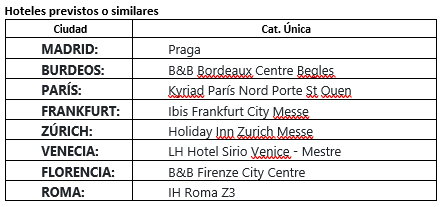 Hoteles previstos o similares
Ciudad Cat. Única
MADRID: Praga
BURDEOS: B&B Bordeaux Centre Begles
PARÍS: Kyriad París Nord Porte St Ouen
FRANKFURT: Ibis Frankfurt City Messe
ZÚRICH: Holiday Inn Zurich Messe
VENECIA: LH Hotel Sirio Venice - Mestre
FLORENCIA: B&B Firenze City Centre
ROMA: IH Roma Z3